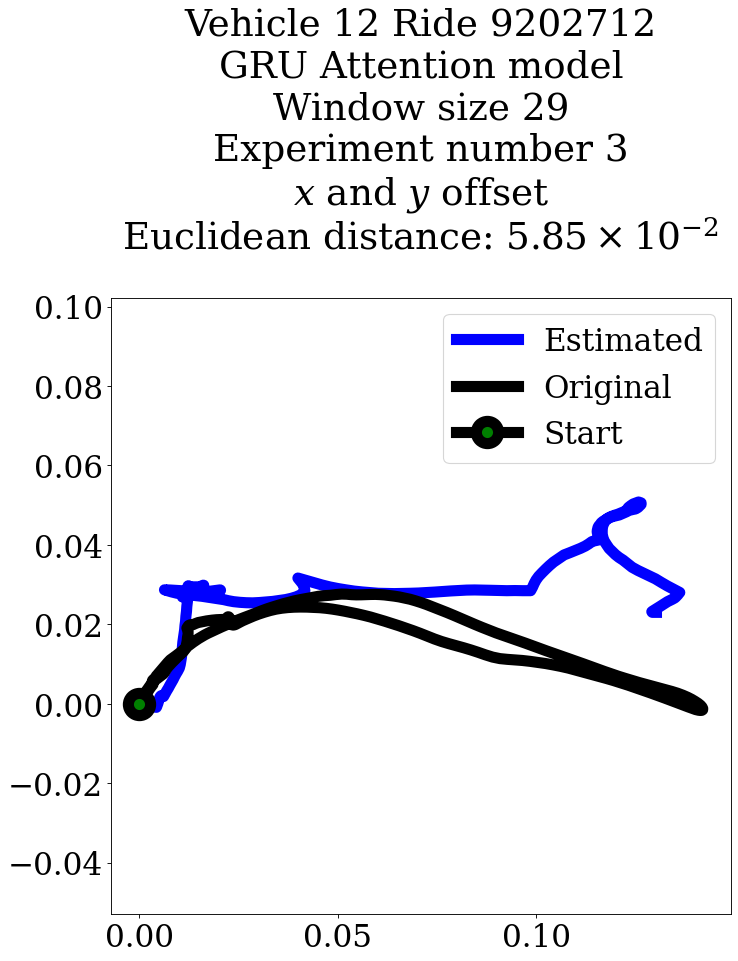 Vehicle 12 Ride 9202712
GRU Attention model
Window size 29
Experiment number 3
x and y offset
Euclidean distance: 5.85 × 10⁻²
Estimated
Original
Start
0.10
0.08
0.06
0.04
0.02
0.00
−0.02
−0.04
0.00 0.05 0.10